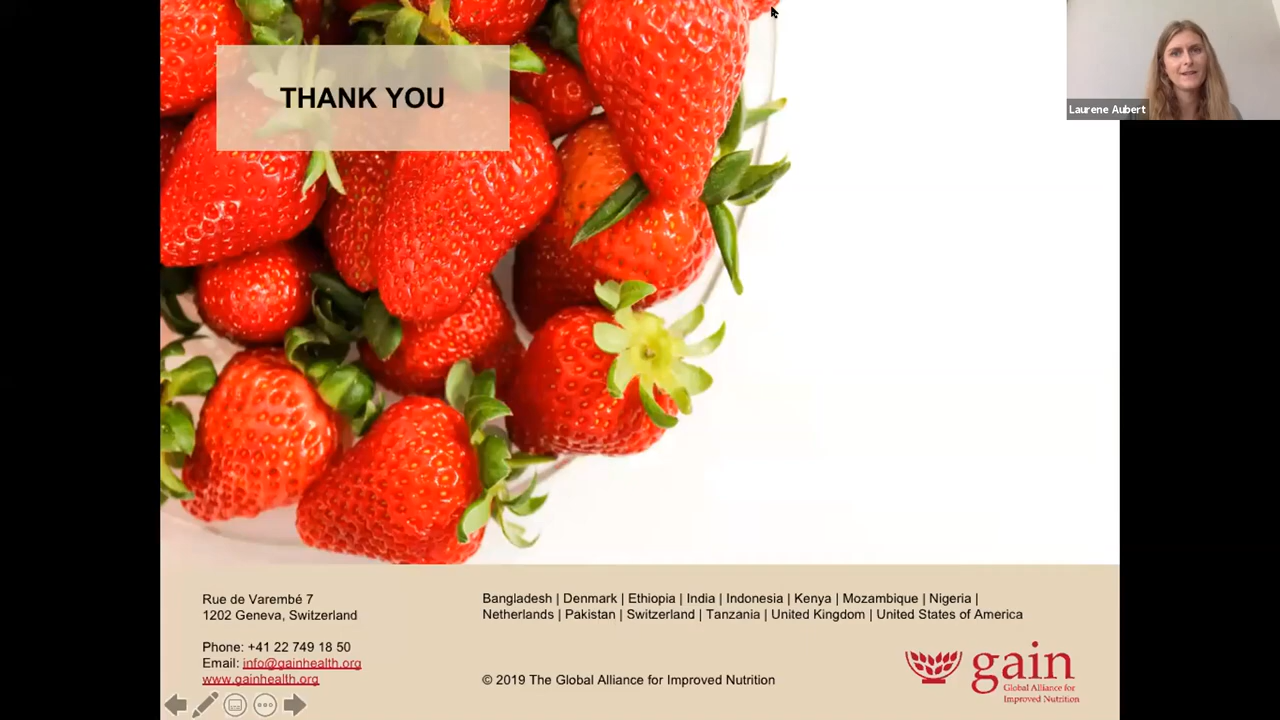 THANK YOU
Laurene Aubert
Rue de Varembé 7
1202 Geneva, Switzerland
Phone: +41 22 749 18 50
Email: info@gainhealth.org
www.gainhealth.org
Bangladesh | Denmark | Ethiopia | India | Indonesia | Kenya | Mozambique | Nigeria |
Netherlands | Pakistan | Switzerland | Tanzania | United Kingdom | United States of America
© 2019 The Global Alliance for Improved Nutrition
gain
Global Alliance for
Improved Nutrition